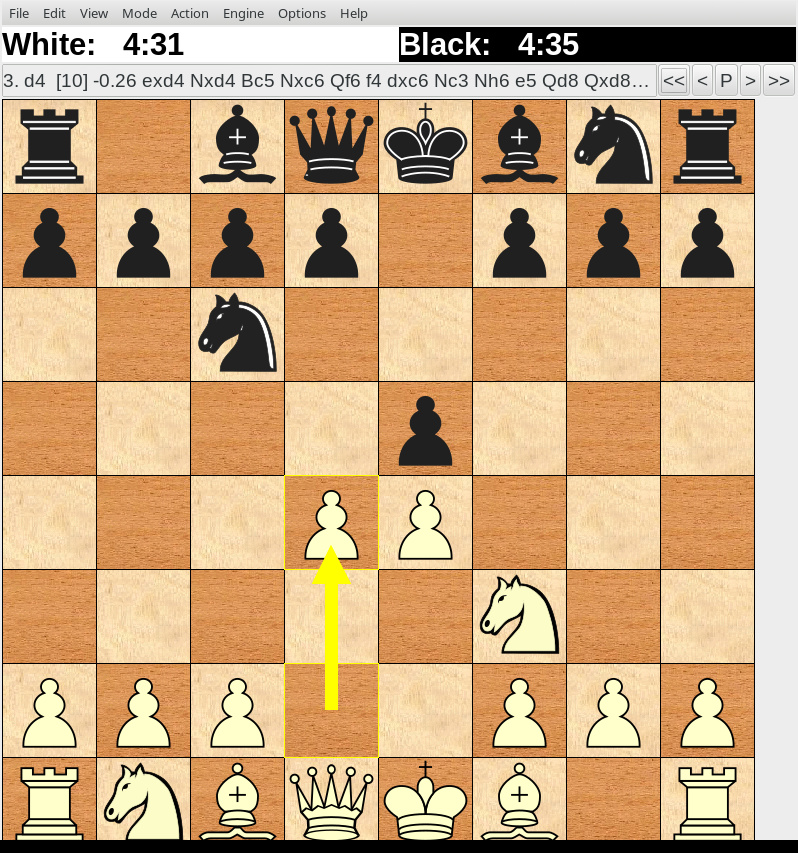 File Edit View Mode Action Engine Options Help
White: 4:31 Black: 4:35
3. d4 [10] -0.26 exd4 Nxd4 Bc5 Nxc6 Qf6 f4 dxc6 Nc3 Nh6 e5 Qd8 Qxd8… << < P > >>